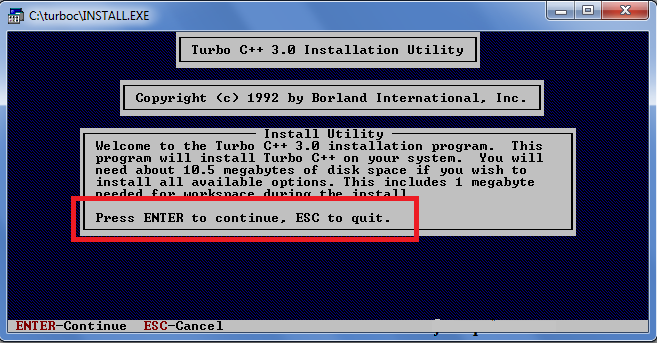 C:\turboc\INSTALL.EXE
Turbo C++ 3.0 Installation Utility
Copyright (c) 1992 by Borland International, Inc.
Install Utility
Welcome to the Turbo C++ 3.0 installation program. This
program will install Turbo C++ on your system. You will
need about 10.5 megabytes of disk space if you wish to
install all available options. This includes 1 megabyte
needed for workspace during the install.
Press ENTER to continue, ESC to quit.
ENTER-Continue ESC-Cancel